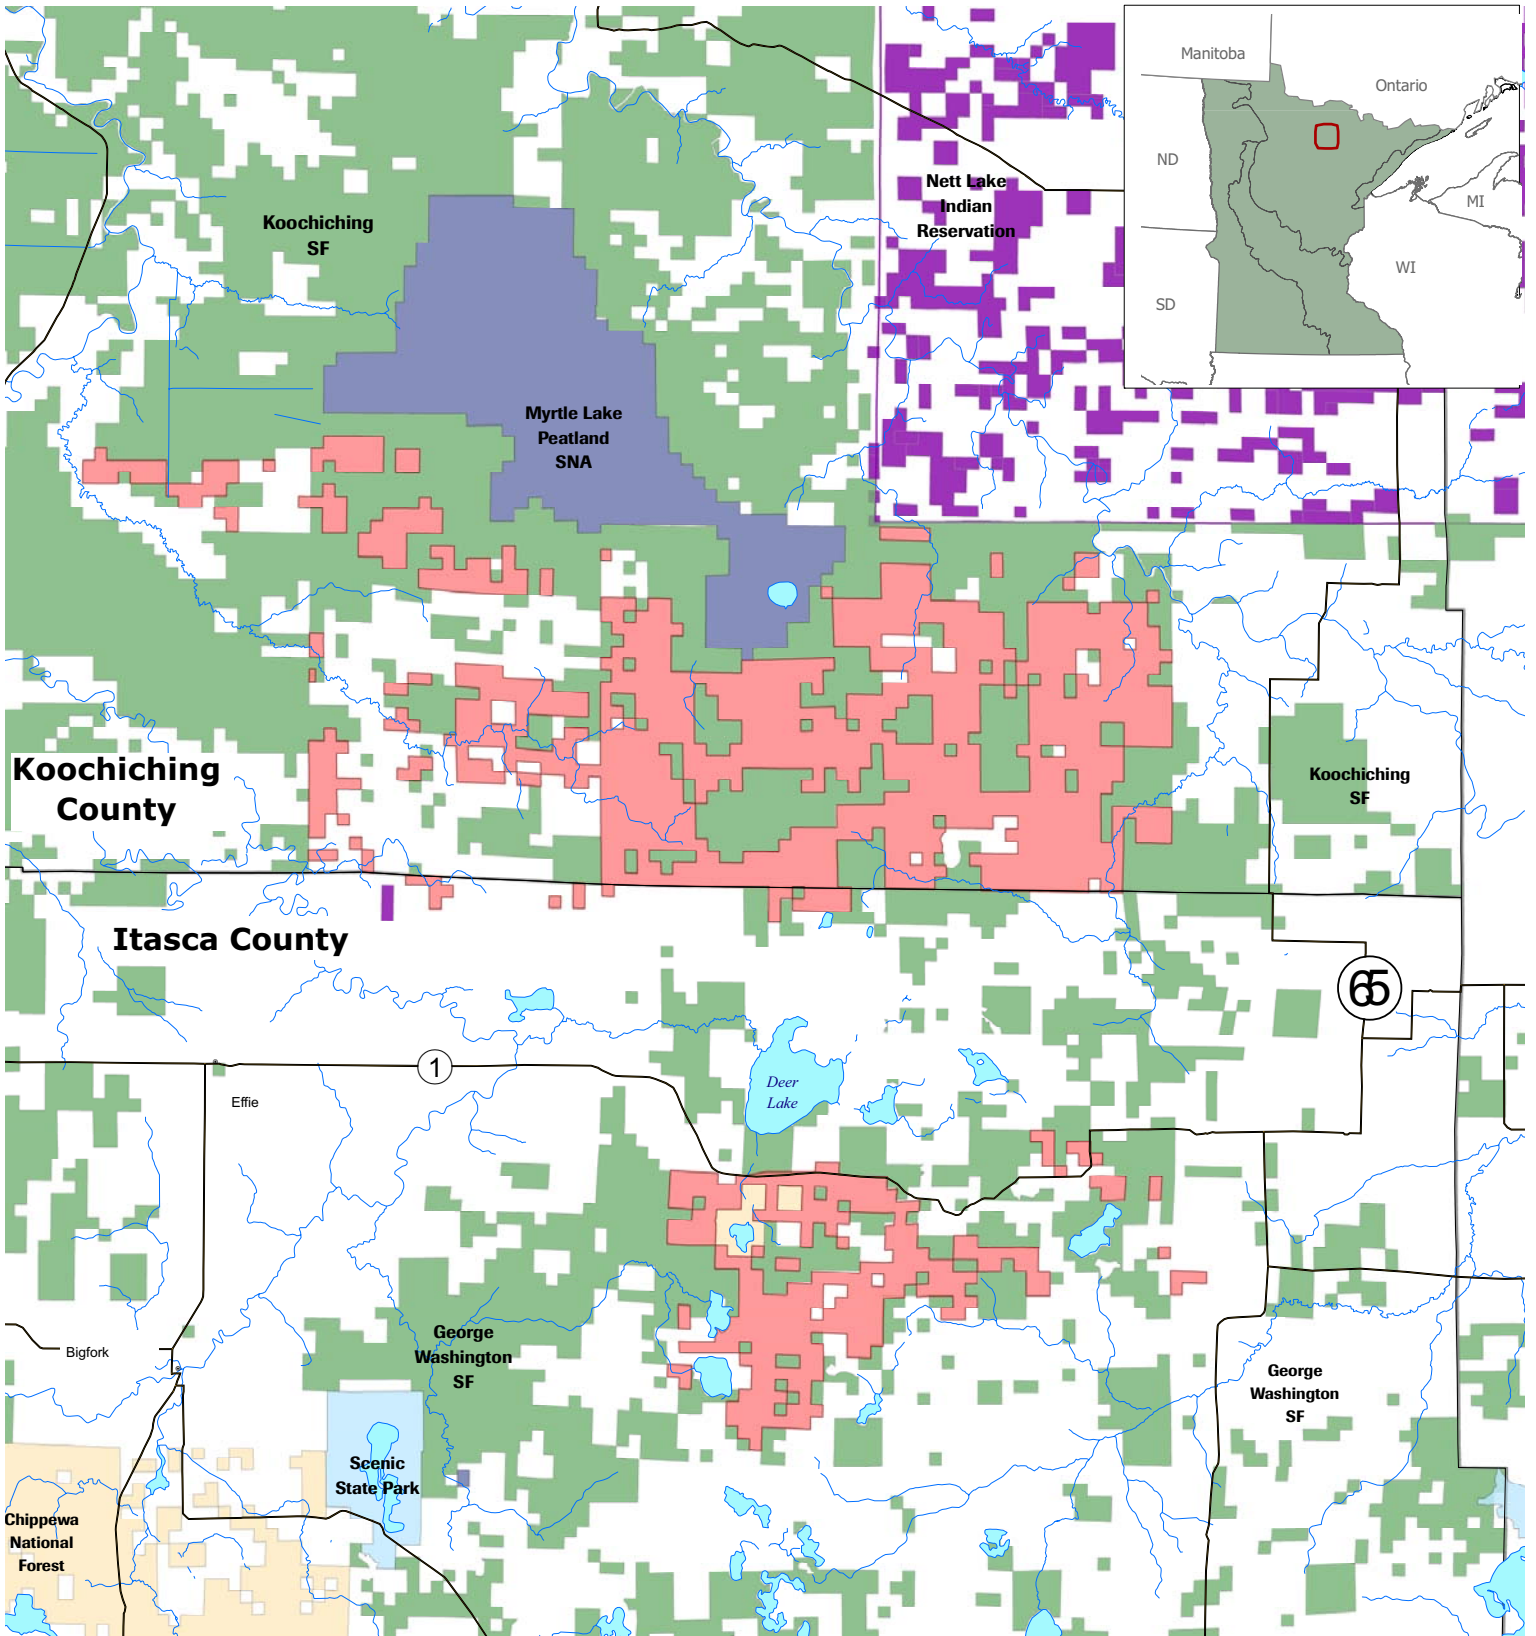 Manitoba
Ontario
ND
MI
WI
SD
Nett Lake
Indian
Reservation
Koochiching
SF
Myrtle Lake
Peatland
SNA
Koochiching
County
Koochiching
SF
Itasca County
65
1
Deer
Lake
Effie
Bigfork
George
Washington
SF
George
Washington
SF
Scenic
State Park
Chippewa
National
Forest